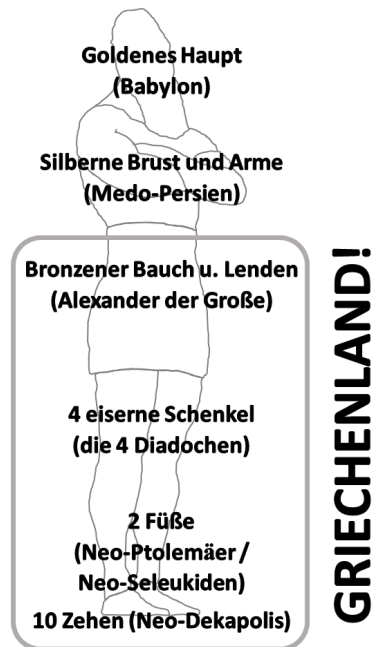 Goldenes Haupt
(Babylon)
Silberne Brust und Arme
(Medo-Persien)
Bronzener Bauch u. Lenden
(Alexander der Große)
4 eiserne Schenkel
(die 4 Diadochen)
2 Füße
(Neo-Ptolemäer /
Neo-Seleukiden)
10 Zehen (Neo-Dekapolis)
GRIECHENLAND!